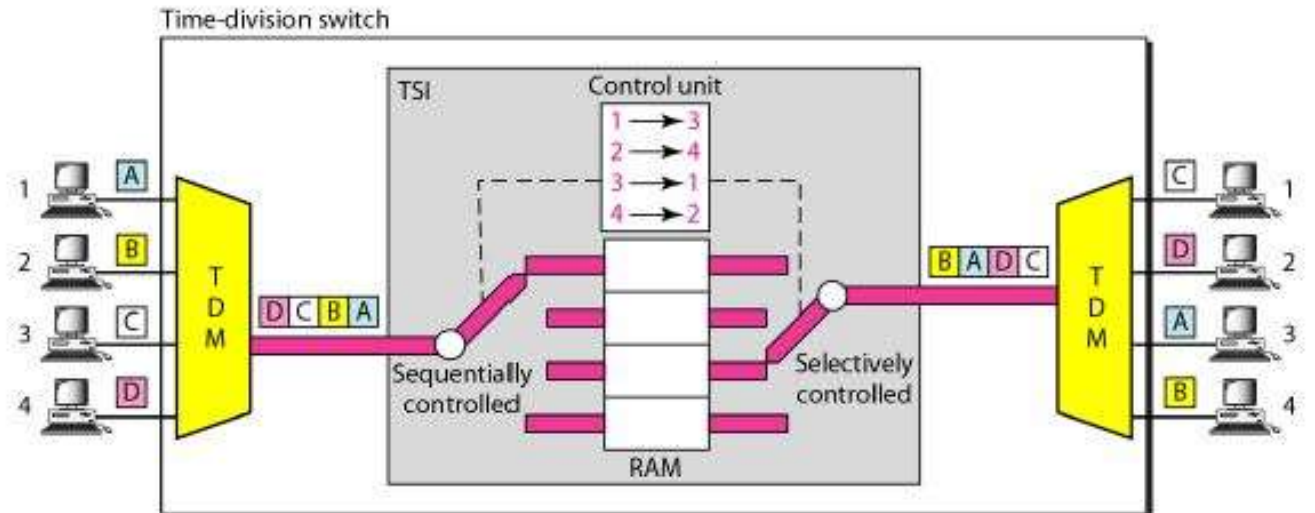 Time-division switch
TSI
Control unit
1 → 3
2 → 4
3 → 1
4 → 2
1 A
2 B
3 C
4 D
T
D
M
D C B A
Sequentially
controlled
RAM
Selectively
controlled
B A D C
T
D
M
C 1
D 2
A 3
B 4